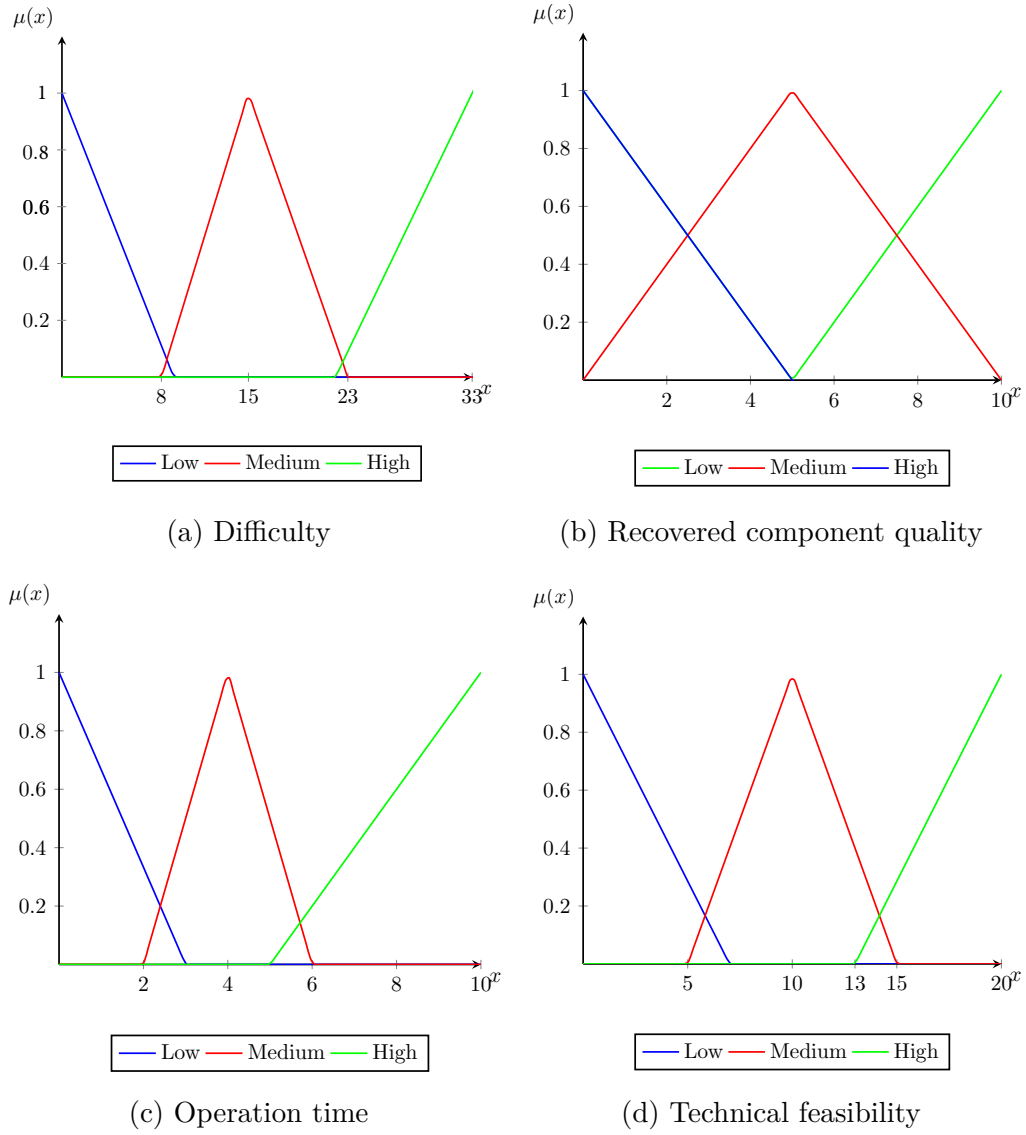 μ(x)
1
0.8
0.6
0.4
0.2
8 15 23 33 x
Low Medium High
(a) Difficulty
μ(x)
1
0.8
0.6
0.4
0.2
2 4 6 8 10 x
Low Medium High
(b) Recovered component quality
μ(x)
1
0.8
0.6
0.4
0.2
2 4 6 8 10 x
Low Medium High
(c) Operation time
μ(x)
1
0.8
0.6
0.4
0.2
5 10 13 15 20 x
Low Medium High
(d) Technical feasibility